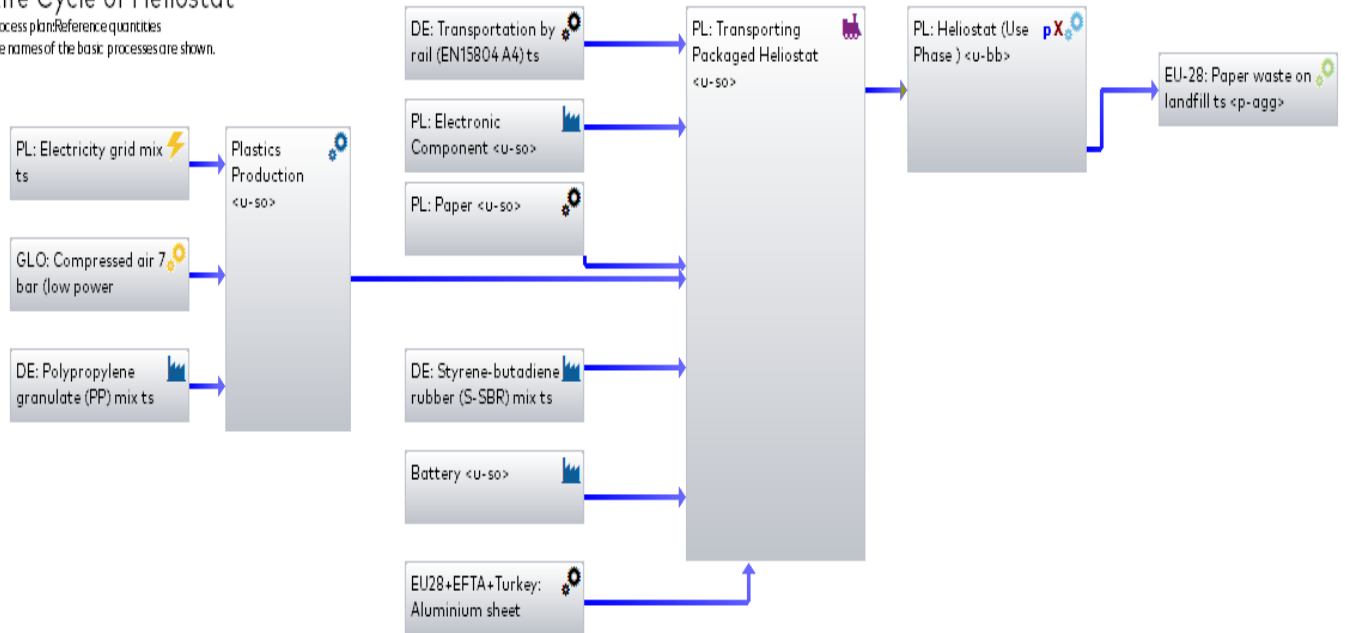 ife Cycle of Heliostat
ocess plan:Reference quantities
e names of the basic processes are shown.
DE: Transportation by
rail (EN15804 A4) ts
PL: Transporting
Packaged Heliostat
<u-so>
PL: Heliostat (Use
Phase ) <u-bb>
pX
EU-28: Paper waste on
landfill ts <p-agg>
PL: Electronic
Component <u-so>
PL: Electricity grid mix
ts
Plastics
Production
<u-so>
PL: Paper <u-so>
GLO: Compressed air 7
bar (low power
DE: Polypropylene
granulate (PP) mix ts
DE: Styrene-butadiene
rubber (S-SBR) mix ts
Battery <u-so>
EU28+EFTA+Turkey:
Aluminium sheet